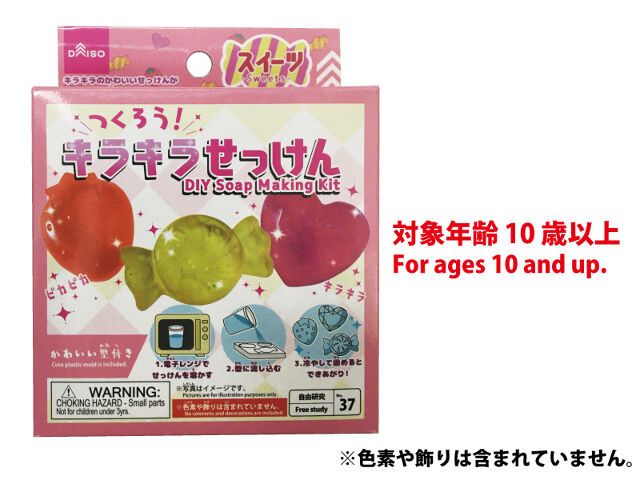 DAISO
キラキラのかわいいせっけんが
スイーツ
-Sweets-
つくろう!
キラキラせっけん
DIY Soap Making Kit
ピカピカ
キラキラ
かわいい型付き
Cute plastic mold is included.
1.電子レンジで
せっけんを溶かす
2.型に流し込む
3.冷やして固めると
できあがり!
WARNING:
CHOKING HAZARD - Small parts
Not for children under 3yrs.
※写真はイメージです。
Pictures are for illustration purposes only.
※色素や飾りは含まれていません。
No colorants and decorations are included.
自由研究
Free study
No.
37
対象年齢 10 歳以上
For ages 10 and up.
※色素や飾りは含まれていません。